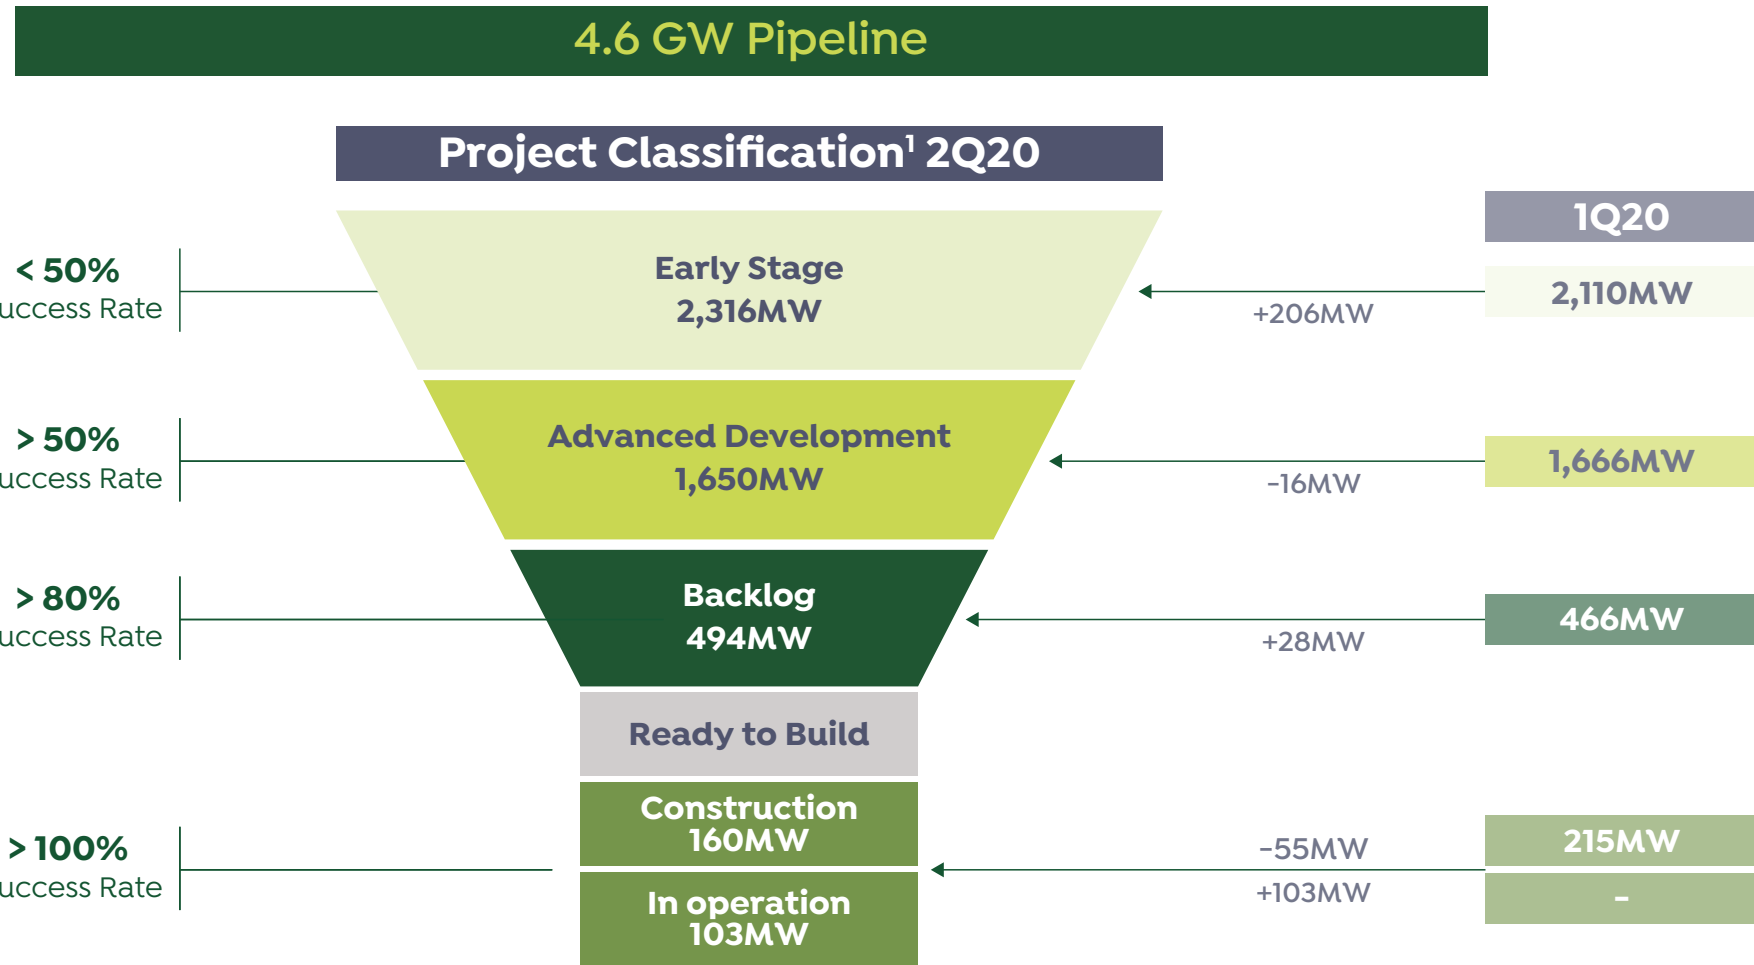 4.6 GW Pipeline
Project Classification¹ 2Q20
1Q20
< 50%
uccess Rate
Early Stage
2,316MW
+206MW
2,110MW
> 50%
uccess Rate
Advanced Development
1,650MW
-16MW
1,666MW
> 80%
uccess Rate
Backlog
494MW
+28MW
466MW
Ready to Build
> 100%
uccess Rate
Construction
160MW
-55MW
215MW
In operation
103MW
+103MW
-